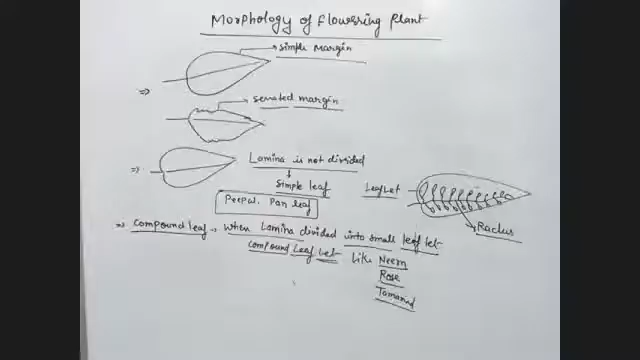 Morphology of Flowering Plant
⇒ simple Margin
serrated margin
⇒ Lamina is not divided
simple leaf
Peepal, Pan leaf
Leaflet
Rachis
⇒ Compound leaf → when Lamina divided into small leaf let
Compound Leaf let Like Neem
Rose
Tamarind